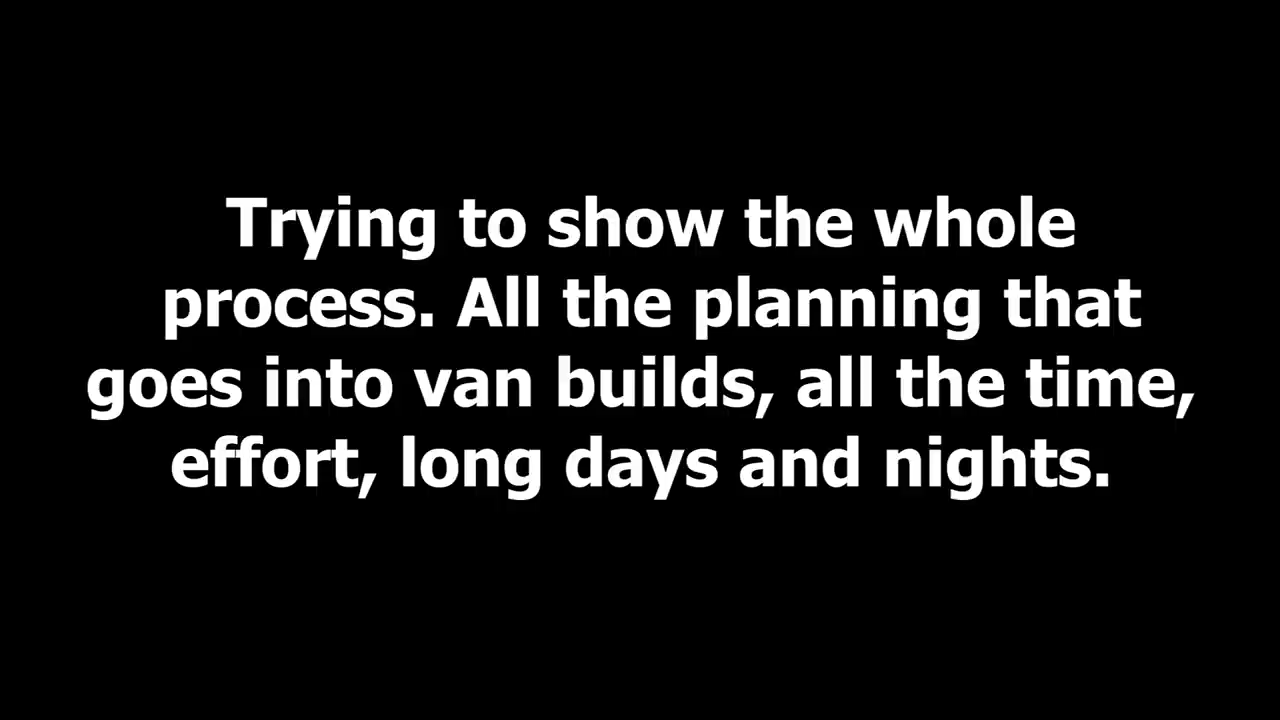 Trying to show the whole
process. All the planning that
goes into van builds, all the time,
effort, long days and nights.